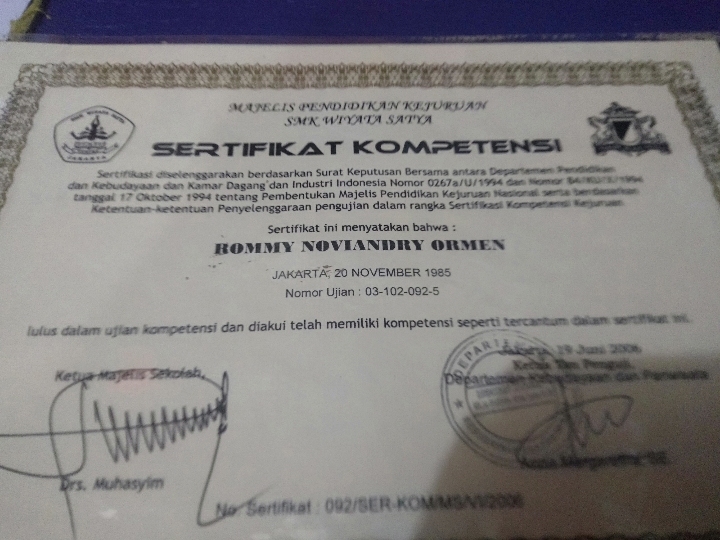 MAJELIS PENDIDIKAN KEJURUAN
SMK WIYATA SATYA
SERTIFIKAT KOMPETENSI
Sertifikasi diselenggarakan berdasarkan Surat Keputusan Bersama antara Departemen Pendidikan
dan Kebudayaan dan Kamar Dagang dan Industri Indonesia Nomor 0267a/U/1994 dan Nomor
tanggal 17 Oktober 1994 tentang Pembentukan Majelis Pendidikan Kejuruan Nasional serta berdasarkan
Ketentuan-ketentuan Penyelenggaraan pengujian dalam rangka Sertifikasi Kompetensi Kejuruan
Sertifikat ini menyatakan bahwa :
ROMMY NOVIANDRY ORMEN
JAKARTA, 20 NOVEMBER 1985
Nomor Ujian : 03-102-092-5
lulus dalam ujian kompetensi dan diakui telah memiliki kompetensi seperti tercantum dalam sertifikat ini.
Jakarta, 19 Juni 2006
Ketua Majelis Sekolah,
Ketua Tim Penguji
Departemen Kebudayaan dan Pariwisata
Drs. Muhasyim
No. Sertifikat : 092/SER-KOM/MS/VI/2006